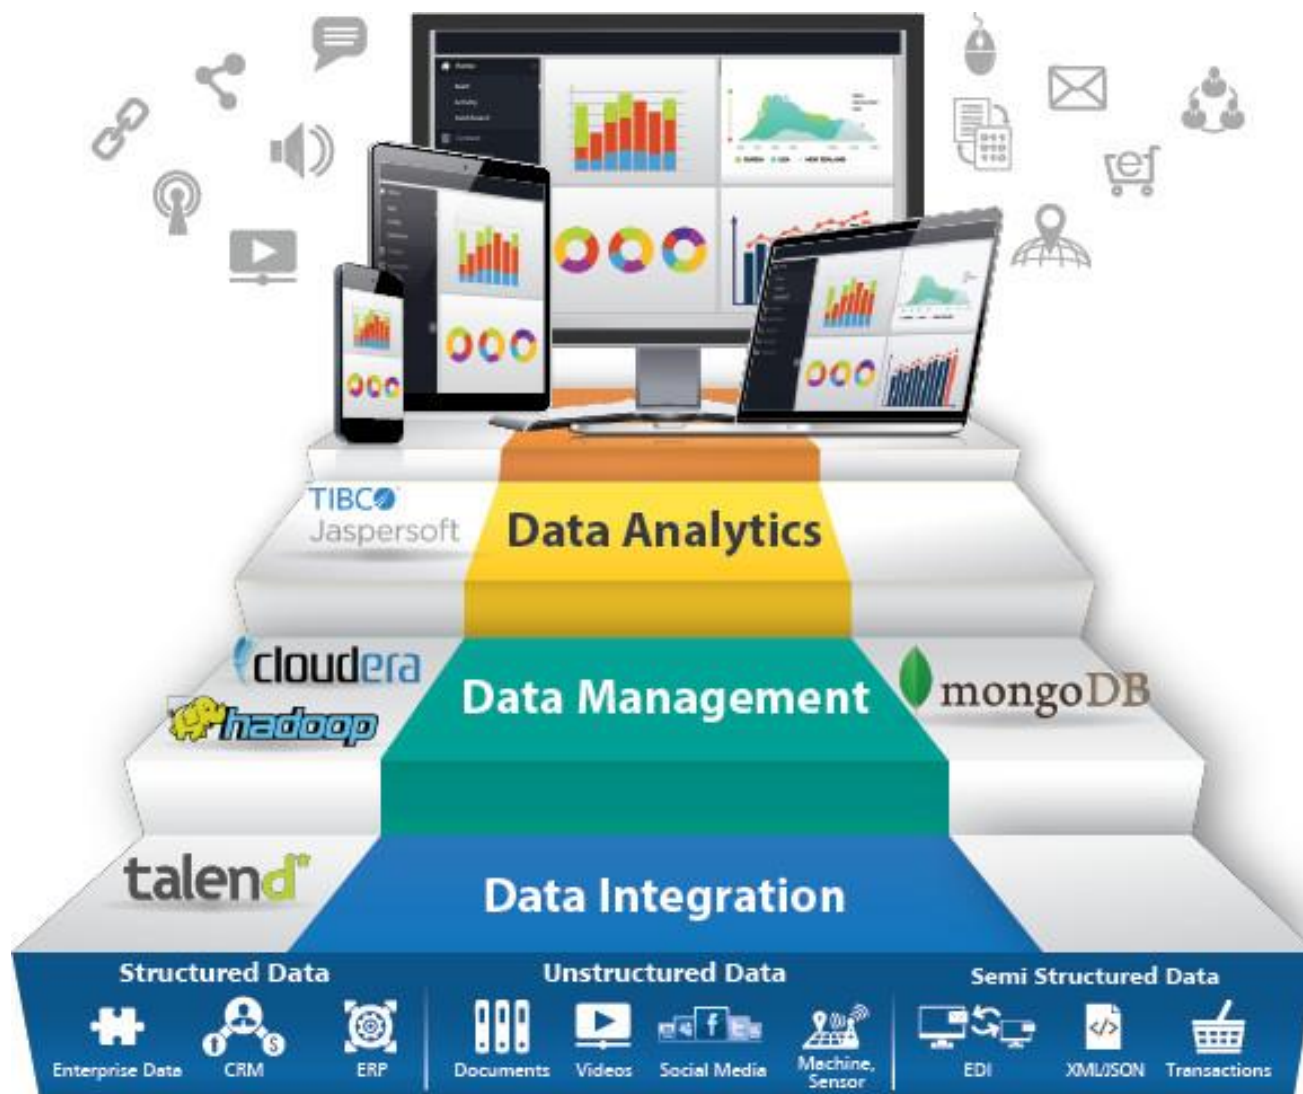 TIBCO
Jaspersoft
Data Analytics
cloudera
hadoop
Data Management
mongoDB
talend
Data Integration
Structured Data
Unstructured Data
Semi Structured Data
Enterprise Data
CRM
ERP
Documents
Videos
Social Media
Machine,
Sensor
EDI
XML/JSON
Transactions